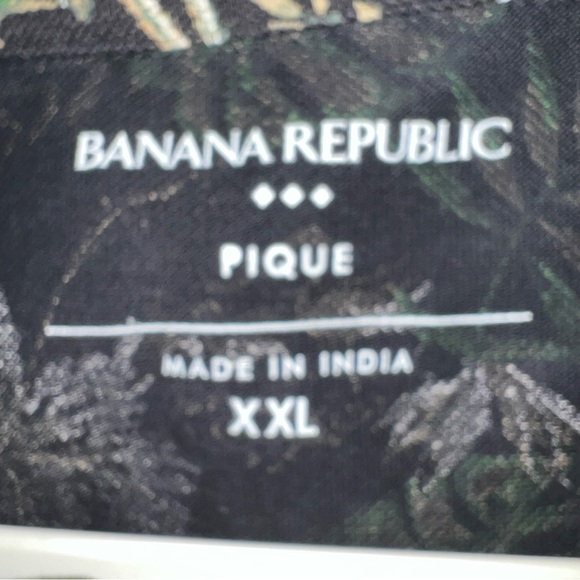 BANANA REPUBLIC
PIQUE
MADE IN INDIA
XXL